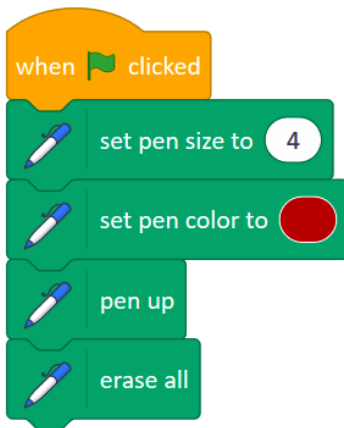 when clicked
set pen size to 4
set pen color to
pen up
erase all